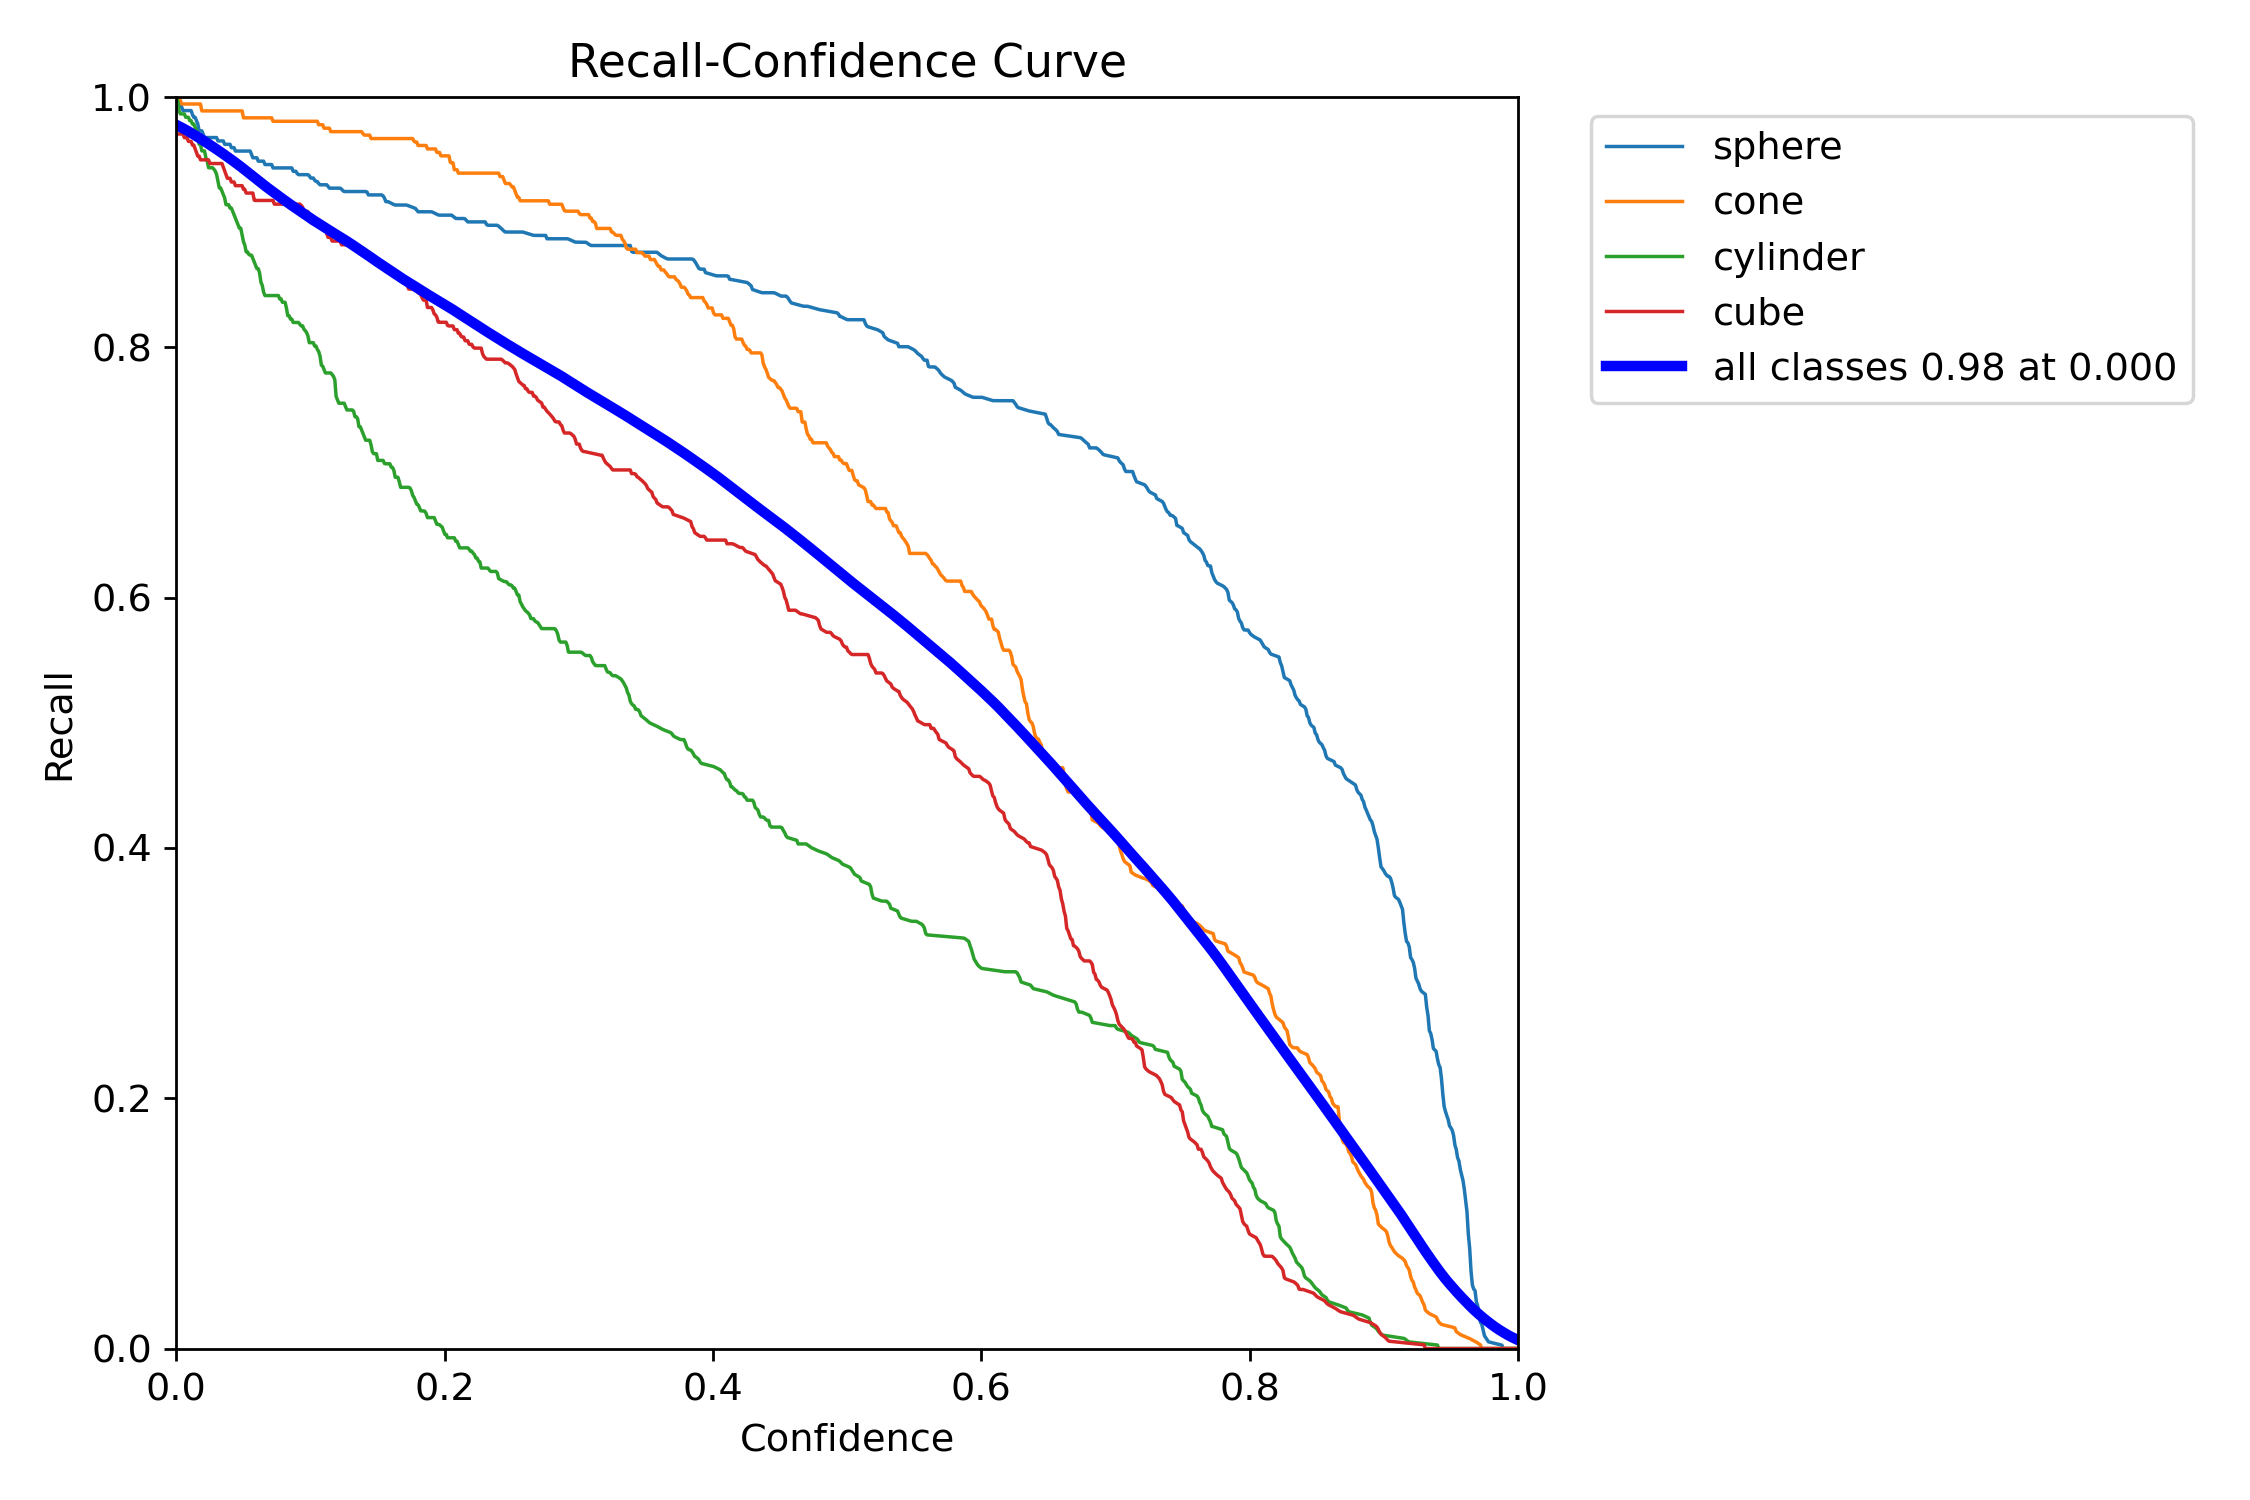 Recall-Confidence Curve
1.0
0.8
0.6
0.4
0.2
0.0
Recall
0.0 0.2 0.4 0.6 0.8 1.0
Confidence
sphere
cone
cylinder
cube
all classes 0.98 at 0.000